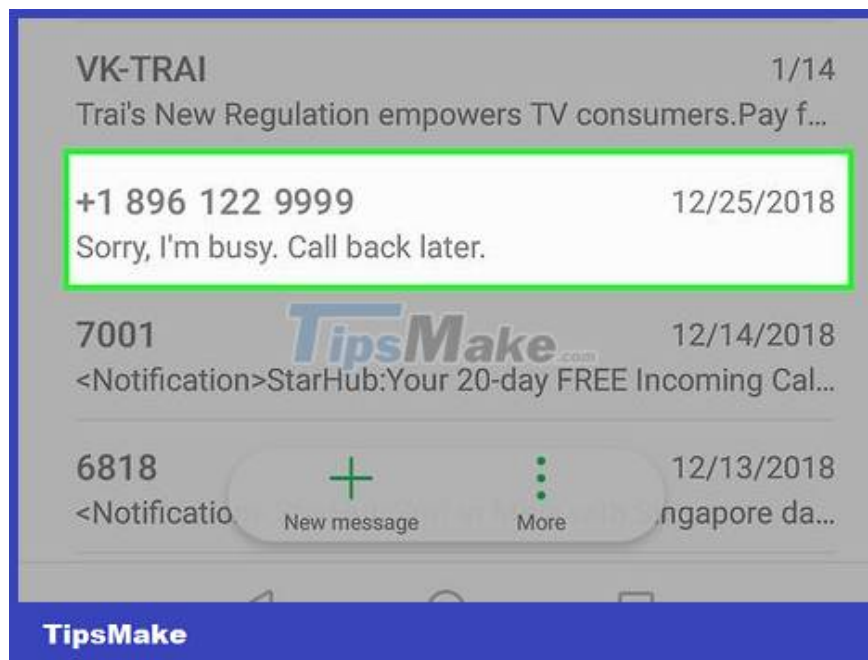 VK-TRAI 1/14
Trai's New Regulation empowers TV consumers.Pay f...
+1 896 122 9999 12/25/2018
Sorry, I'm busy. Call back later.
TipsMake.com
7001 12/14/2018
<Notification>StarHub:Your 20-day FREE Incoming Cal...
6818 12/13/2018
<Notificatio ngapore da...
New message More
TipsMake